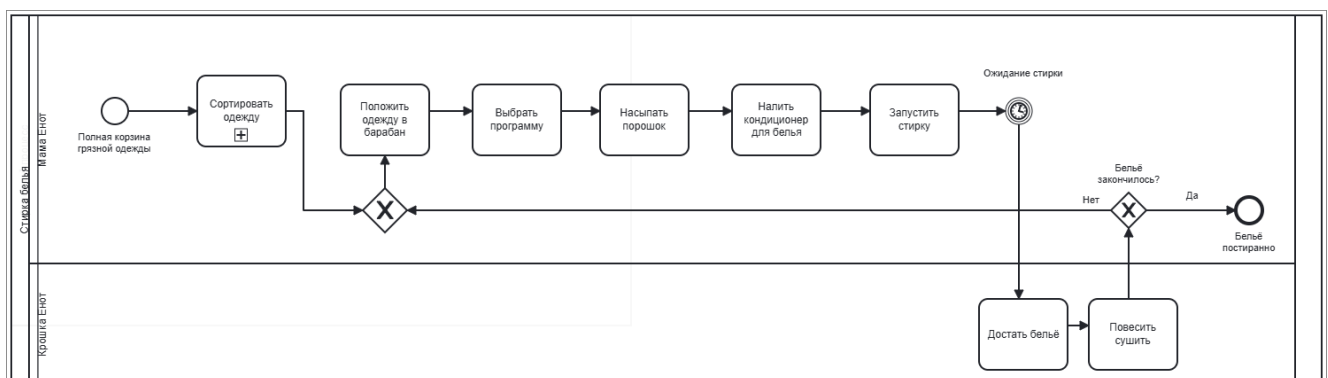 Стирка белья
Мама Енот
Полная корзина
грязной одежды
Сортировать
одежду
Положить
одежду в
барабан
Выбрать
программу
Насыпать
порошок
Налить
кондиционер
для белья
Запустить
стирку
Ожидание стирки
Бельё
закончилось?
Нет
Да
Бельё
постиранно
Крошка Енот
Достать бельё
Повесить
сушить